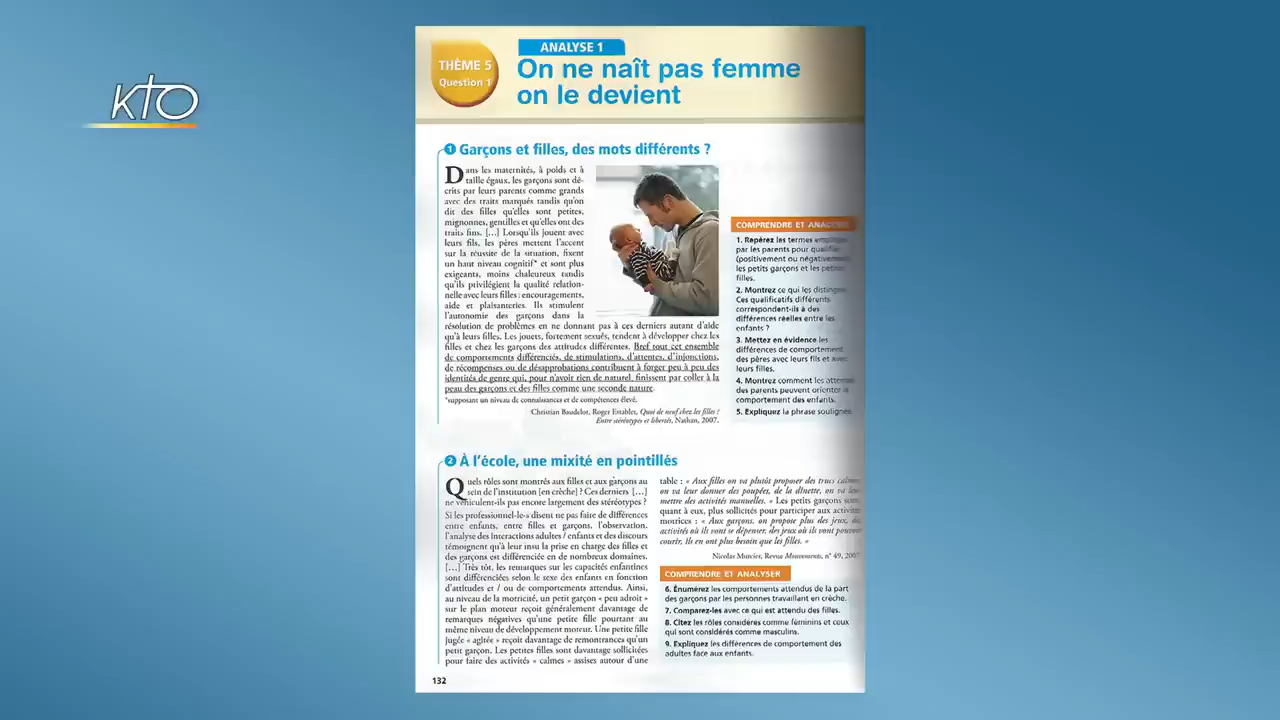 kto
THÈME 5
Question 1
ANALYSE 1
On ne naît pas femme
on le devient
1 Garçons et filles, des mots différents ?
Dans les maternités, à poids et à
taille égaux, les garçons sont dé-
crits par leurs parents comme grands
avec des traits marqués tandis qu'on
dit des filles qu'elles sont petites,
mignonnes, gentilles et qu'elles ont des
traits fins. [...] Lorsqu'ils jouent avec
leurs fils, les pères mettent l'accent
sur la réussite de la situation, fixent
un haut niveau cognitif* et sont plus
exigeants, moins chaleureux tandis
qu'ils privilégient la qualité relation-
nelle avec leurs filles : encouragements,
aide et plaisanteries. Ils stimulent
l'autonomie des garçons dans la
résolution de problèmes en ne donnant pas à ces derniers autant d'aide
qu'à leurs filles. Les jouets, fortement sexués, tendent à développer chez les
filles et chez les garçons des attitudes différentes. Bref tout cet ensemble
de comportements différenciés, de stimulations, d'attentes, d'injonctions,
de récompenses ou de désapprobations contribuent à forger peu à peu des
identités de genre qui, pour n'avoir rien de naturel, finissent par coller à la
peau des garçons et des filles comme une seconde nature.
*supposant un niveau de connaissances et de compétences élevé.
Christian Baudelot, Roger Establet, Quoi de neuf chez les filles ?
Entre stéréotypes et libertés, Nathan, 2007.
COMPRENDRE ET ANALYSER
1. Repérez les termes
par les parents pour qualifier
(positivement ou négativement)
les petits garçons et les petites
filles.
2. Montrez ce qui les distingue.
Ces qualificatifs différents
correspondent-ils à des
différences réelles entre les
enfants ?
3. Mettez en évidence les
différences de comportement
des pères avec leurs fils et avec
leurs filles.
4. Montrez comment les attentes
des parents peuvent orienter le
comportement des enfants.
5. Expliquez la phrase soulignée.
2 À l'école, une mixité en pointillés
Quels rôles sont montrés aux filles et aux garçons au
sein de l'institution [en crèche] ? Ces derniers [...]
ne véhiculent-ils pas encore largement des stéréotypes ?
Si les professionnel-le-s disent ne pas faire de différences
entre enfants, entre filles et garçons, l'observation,
l'analyse des interactions adultes / enfants et des discours
témoignent qu'à leur insu la prise en charge des filles et
des garçons est différenciée en de nombreux domaines.
[...] Très tôt, les remarques sur les capacités enfantines
sont différenciées selon le sexe des enfants en fonction
d'attitudes et / ou de comportements attendus. Ainsi,
au niveau de la motricité, un petit garçon « peu adroit »
sur le plan moteur reçoit généralement davantage de
remarques négatives qu'une petite fille pourtant au
même niveau de développement moteur. Une petite fille
jugée « agitée » reçoit davantage de remontrances qu'un
petit garçon. Les petites filles sont davantage sollicitées
pour faire des activités « calmes » assises autour d'une
table : « Aux filles on va plutôt proposer des trucs calmes,
on va leur donner des poupées, de la dînette, on va leur
mettre des activités manuelles. » Les petits garçons sont,
quant à eux, plus sollicités pour participer aux activités
motrices : « Aux garçons, on propose plus des jeux, des
activités où ils vont se dépenser, des jeux où ils vont pouvoir
courir. Ils en ont plus besoin que les filles. »
Nicolas Murcier, Revue Mouvements, n° 49, 2007.
COMPRENDRE ET ANALYSER
6. Énumérez les comportements attendus de la part
des garçons par les personnes travaillant en crèche.
7. Comparez-les avec ce qui est attendu des filles.
8. Citez les rôles considérés comme féminins et ceux
qui sont considérés comme masculins.
9. Expliquez les différences de comportement des
adultes face aux enfants.
132